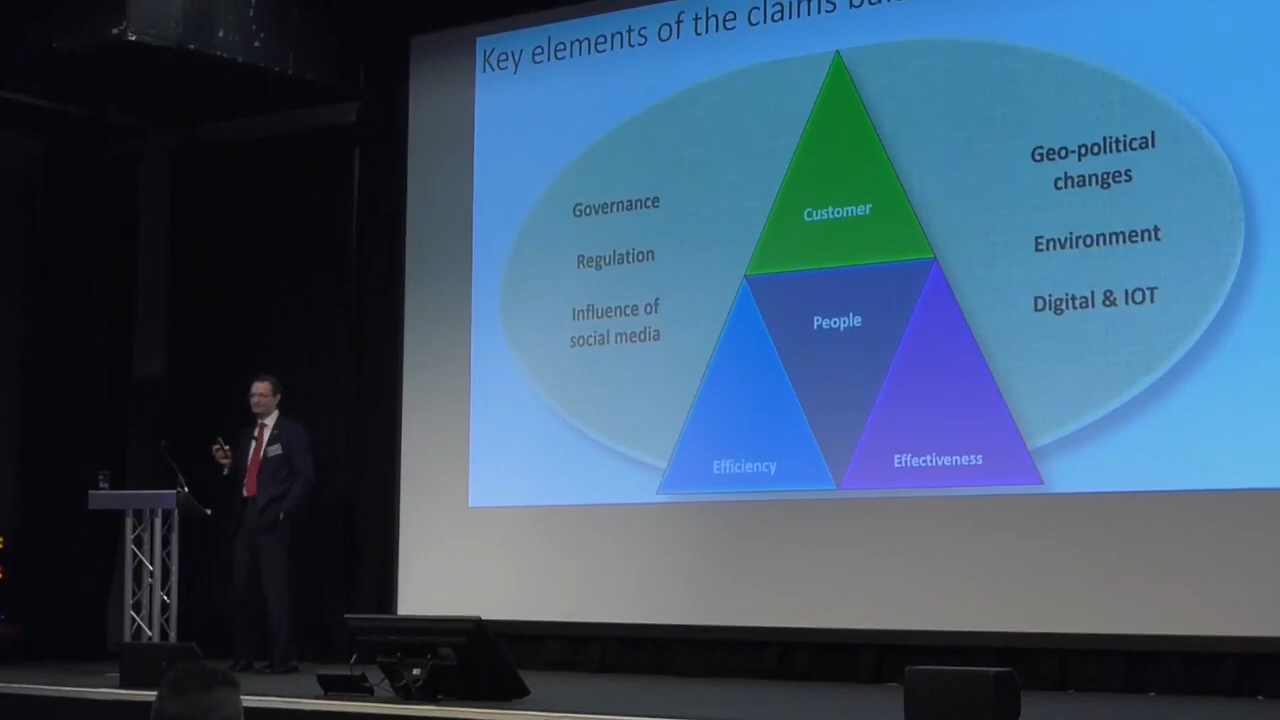 Key elements of the claims
Governance
Regulation
Influence of
social media
Customer
People
Efficiency
Effectiveness
Geo-political
changes
Environment
Digital & IOT